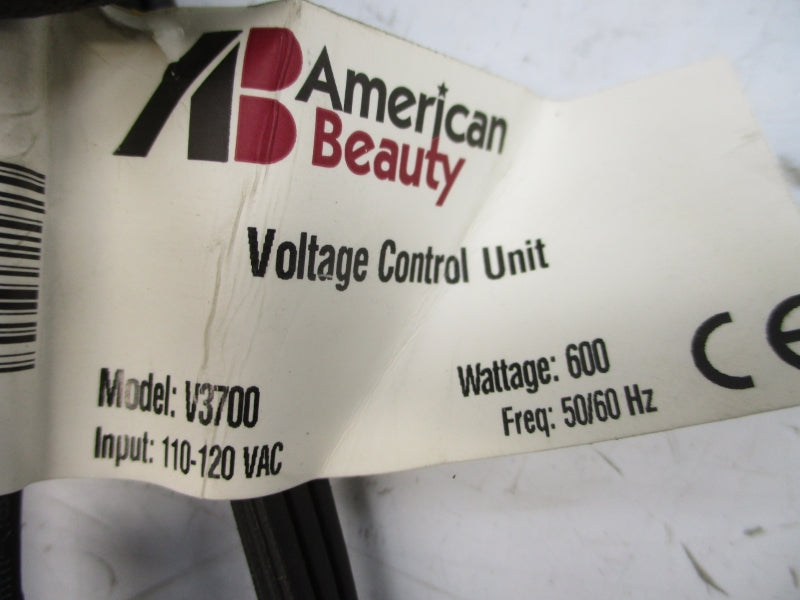 AB American
Beauty
Voltage Control Unit
Model: V3700
Wattage: 600
Input: 110-120 VAC
Freq: 50/60 Hz
CE